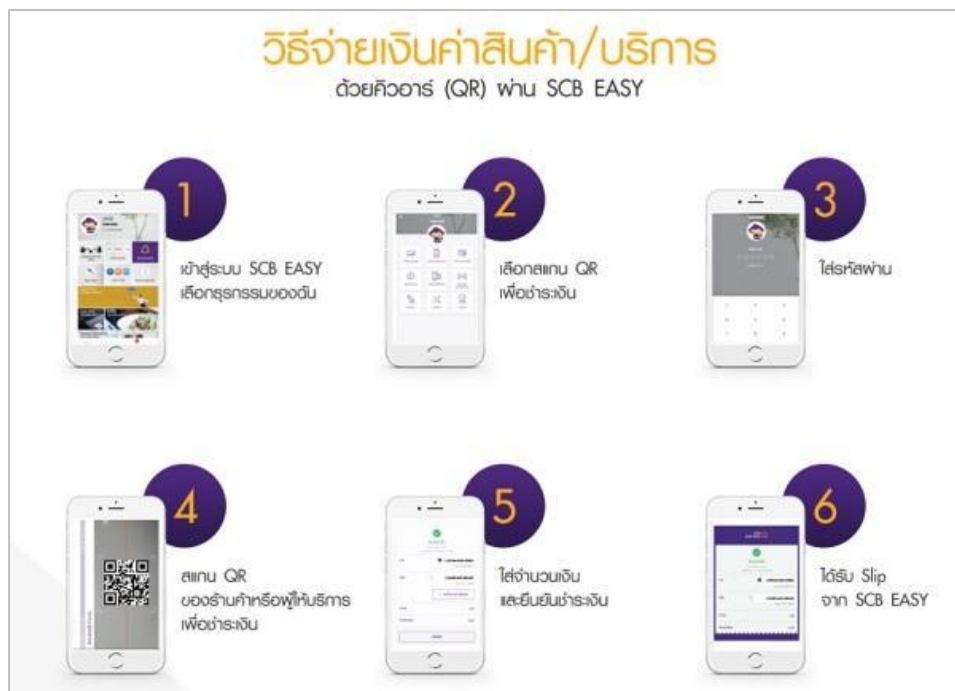 วิธีจ่ายเงินค่าสินค้า/บริการ
ด้วยคิวอาร์ (QR) ผ่าน SCB EASY
1
เข้าสู่ระบบ SCB EASY
เลือกธุรกรรมของฉัน
2
เลือกสแกน QR
เพื่อชำระเงิน
3
ใส่รหัสผ่าน
4
สแกน QR
ของร้านค้าหรือผู้ให้บริการ
เพื่อชำระเงิน
5
ใส่จำนวนเงิน
และยืนยันชำระเงิน
6
ได้รับ Slip
จาก SCB EASY